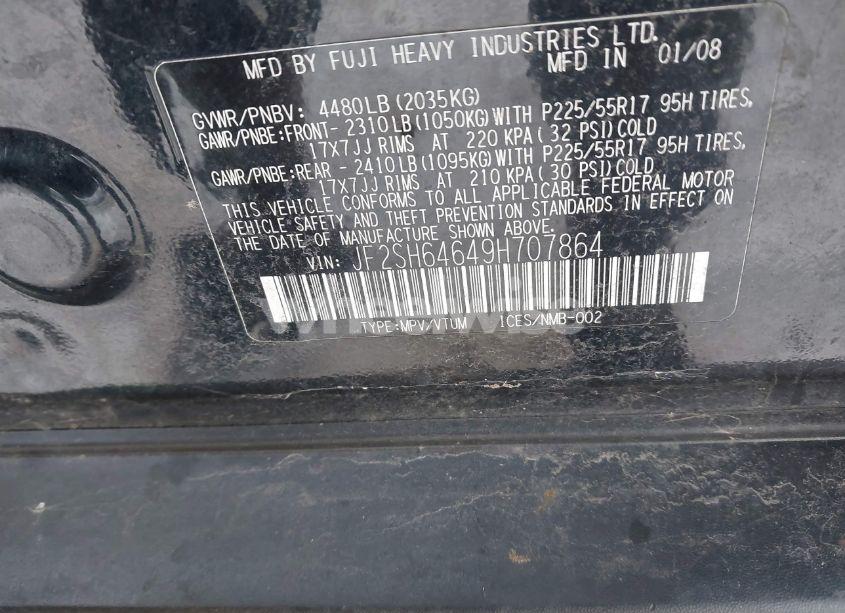 MFD BY FUJI HEAVY INDUSTRIES LTD.
MFD IN 01/08
GVWR/PNBV: 4480LB(2035KG)
GAWR/PNBE:FRONT- 2310LB(1050KG)WITH P225/55R17 95H TIRES,
17X7JJ RIMS AT 220 KPA( 32 PSI)COLD
GAWR/PNBE:REAR - 2410LB(1095KG)WITH P225/55R17 95H TIRES,
17X7JJ RIMS AT 210 KPA( 30 PSI)COLD
THIS VEHICLE CONFORMS TO ALL APPLICABLE FEDERAL MOTOR
VEHICLE SAFETY AND THEFT PREVENTION STANDARDS IN EFFECT ON
THE DATE OF MANUFACTURE SHOWN ABOVE.
VIN: JF2SH64649H707864
TYPE:MPV/VTUM ICES/NMB-002